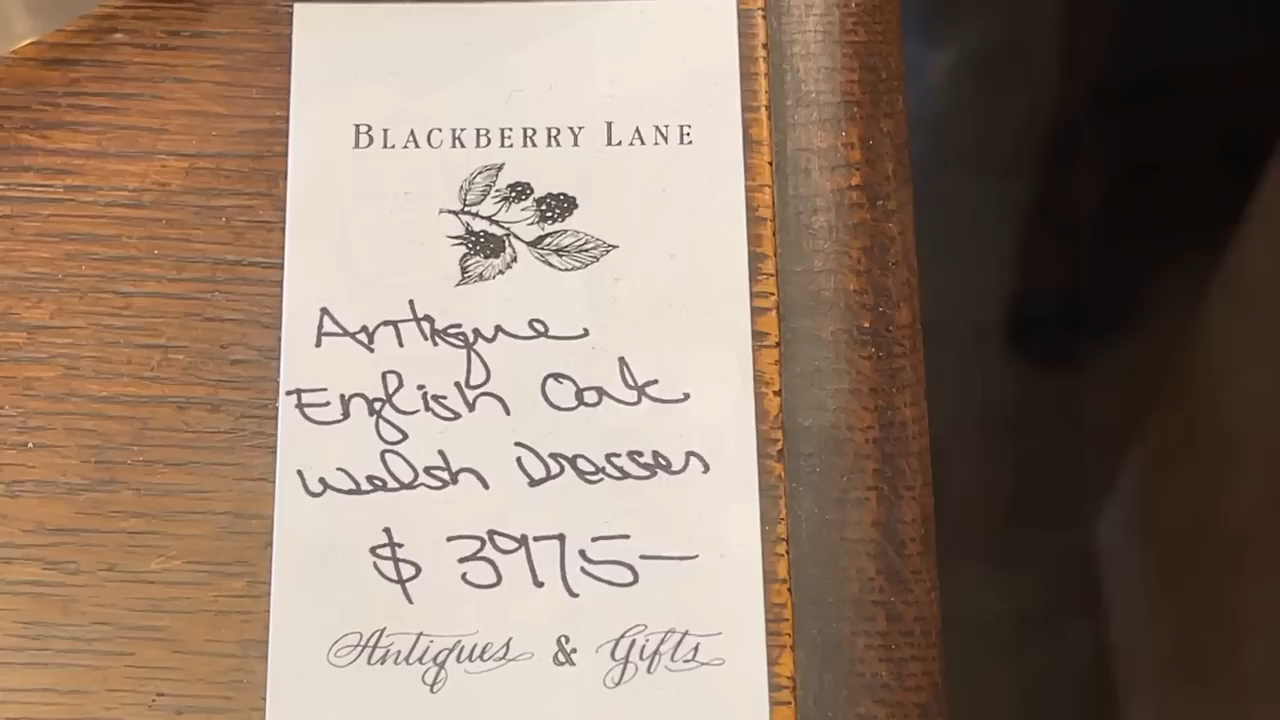 BLACKBERRY LANE
Antique
English Oak
Welsh Dresser
$3975—
Antiques & Gifts